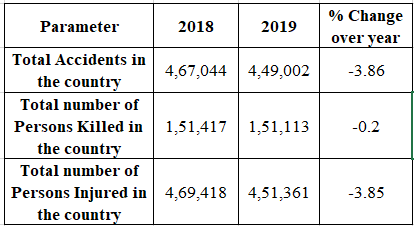 Parameter 2018 2019 % Change
over year
Total Accidents in
the country 4,67,044 4,49,002 -3.86
Total number of
Persons Killed in
the country 1,51,417 1,51,113 -0.2
Total number of
Persons Injured in
the country 4,69,418 4,51,361 -3.85